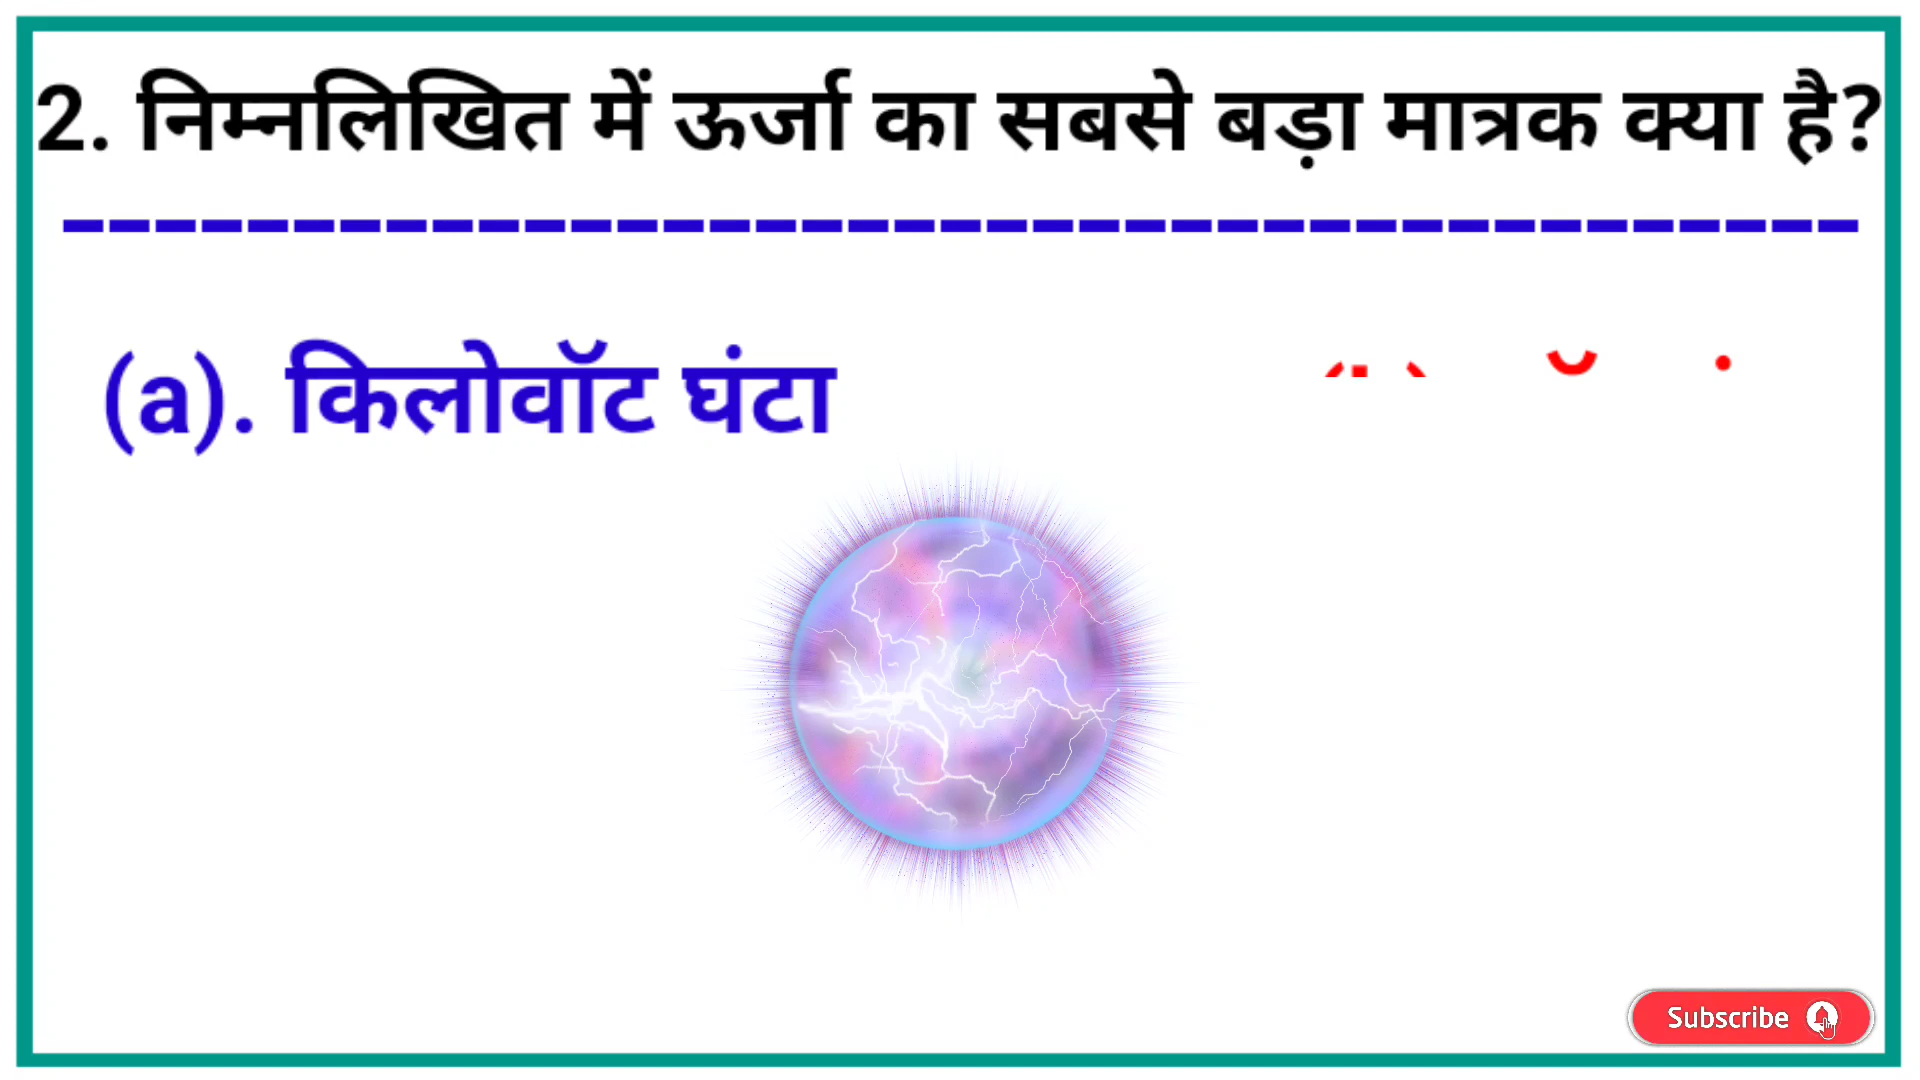 2. निम्नलिखित में ऊर्जा का सबसे बड़ा मात्रक क्या है?
(a). किलोवॉट घंटा
Subscribe